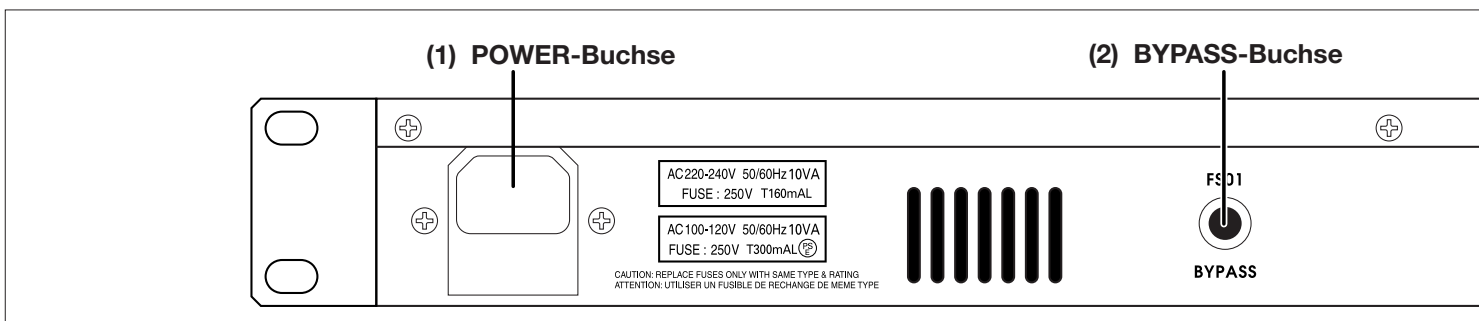 (1) POWER-Buchse
(2) BYPASS-Buchse
AC220-240V 50/60Hz 10VA
FUSE : 250V T160mAL
AC100-120V 50/60Hz 10VA
FUSE : 250V T300mAL PSE
CAUTION: REPLACE FUSES ONLY WITH SAME TYPE & RATING
ATTENTION: UTILISER UN FUSIBLE DE RECHANGE DE MEME TYPE
FS01
BYPASS